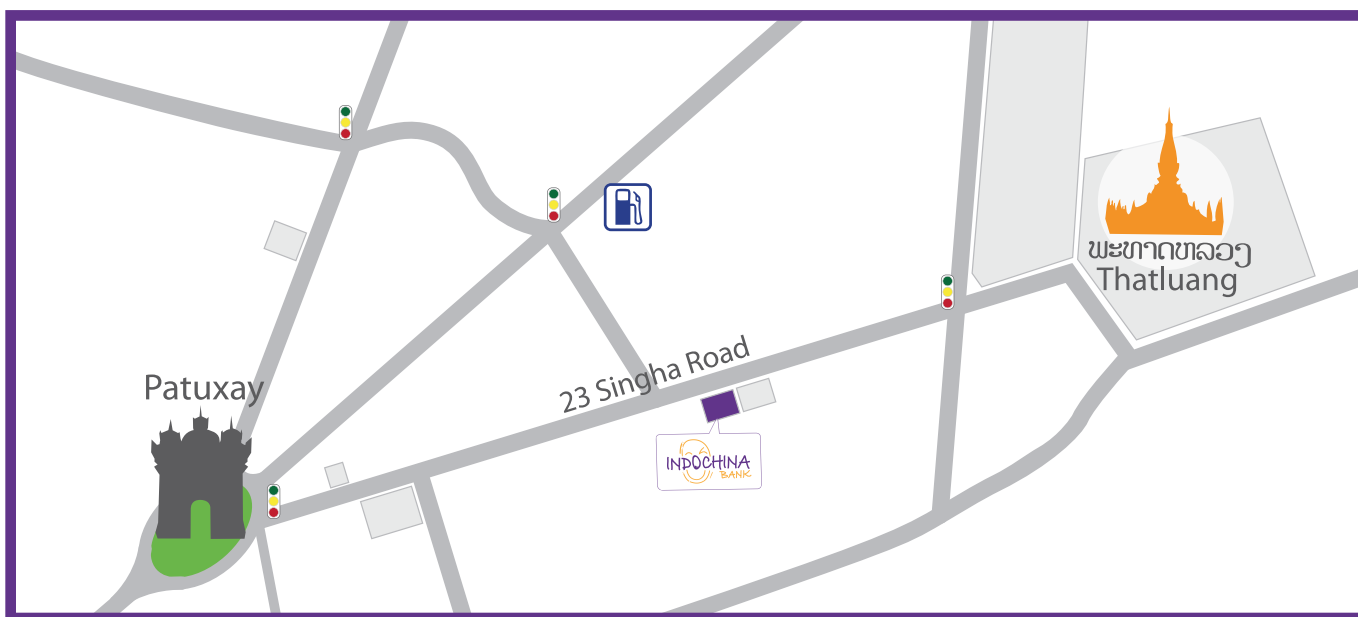 ພະທາດຫລວງ
Thatluang
23 Singha Road
Patuxay
INDOCHINA
BANK